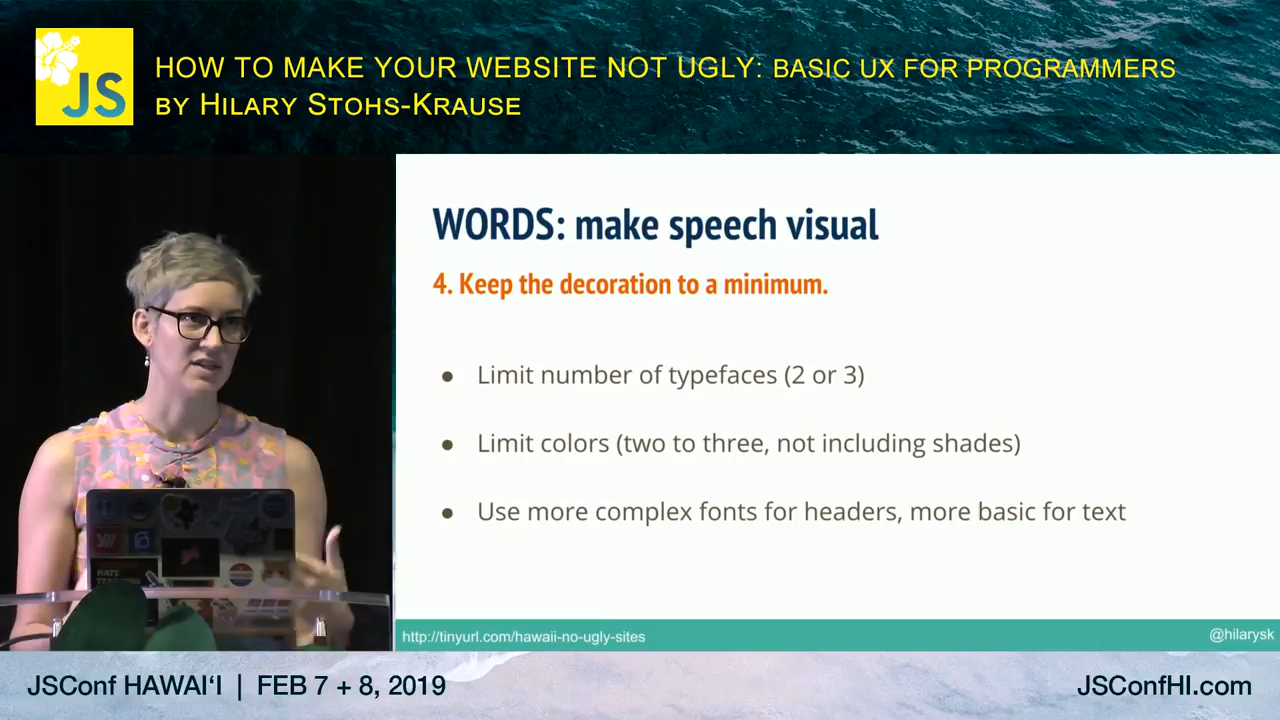 JS
HOW TO MAKE YOUR WEBSITE NOT UGLY: BASIC UX FOR PROGRAMMERS
BY HILARY STOHS-KRAUSE
WORDS: make speech visual
4. Keep the decoration to a minimum.
● Limit number of typefaces (2 or 3)
● Limit colors (two to three, not including shades)
● Use more complex fonts for headers, more basic for text
http://tinyurl.com/hawaii-no-ugly-sites
@hilarysk
JSConf HAWAIʻI | FEB 7 + 8, 2019
JSConfHI.com